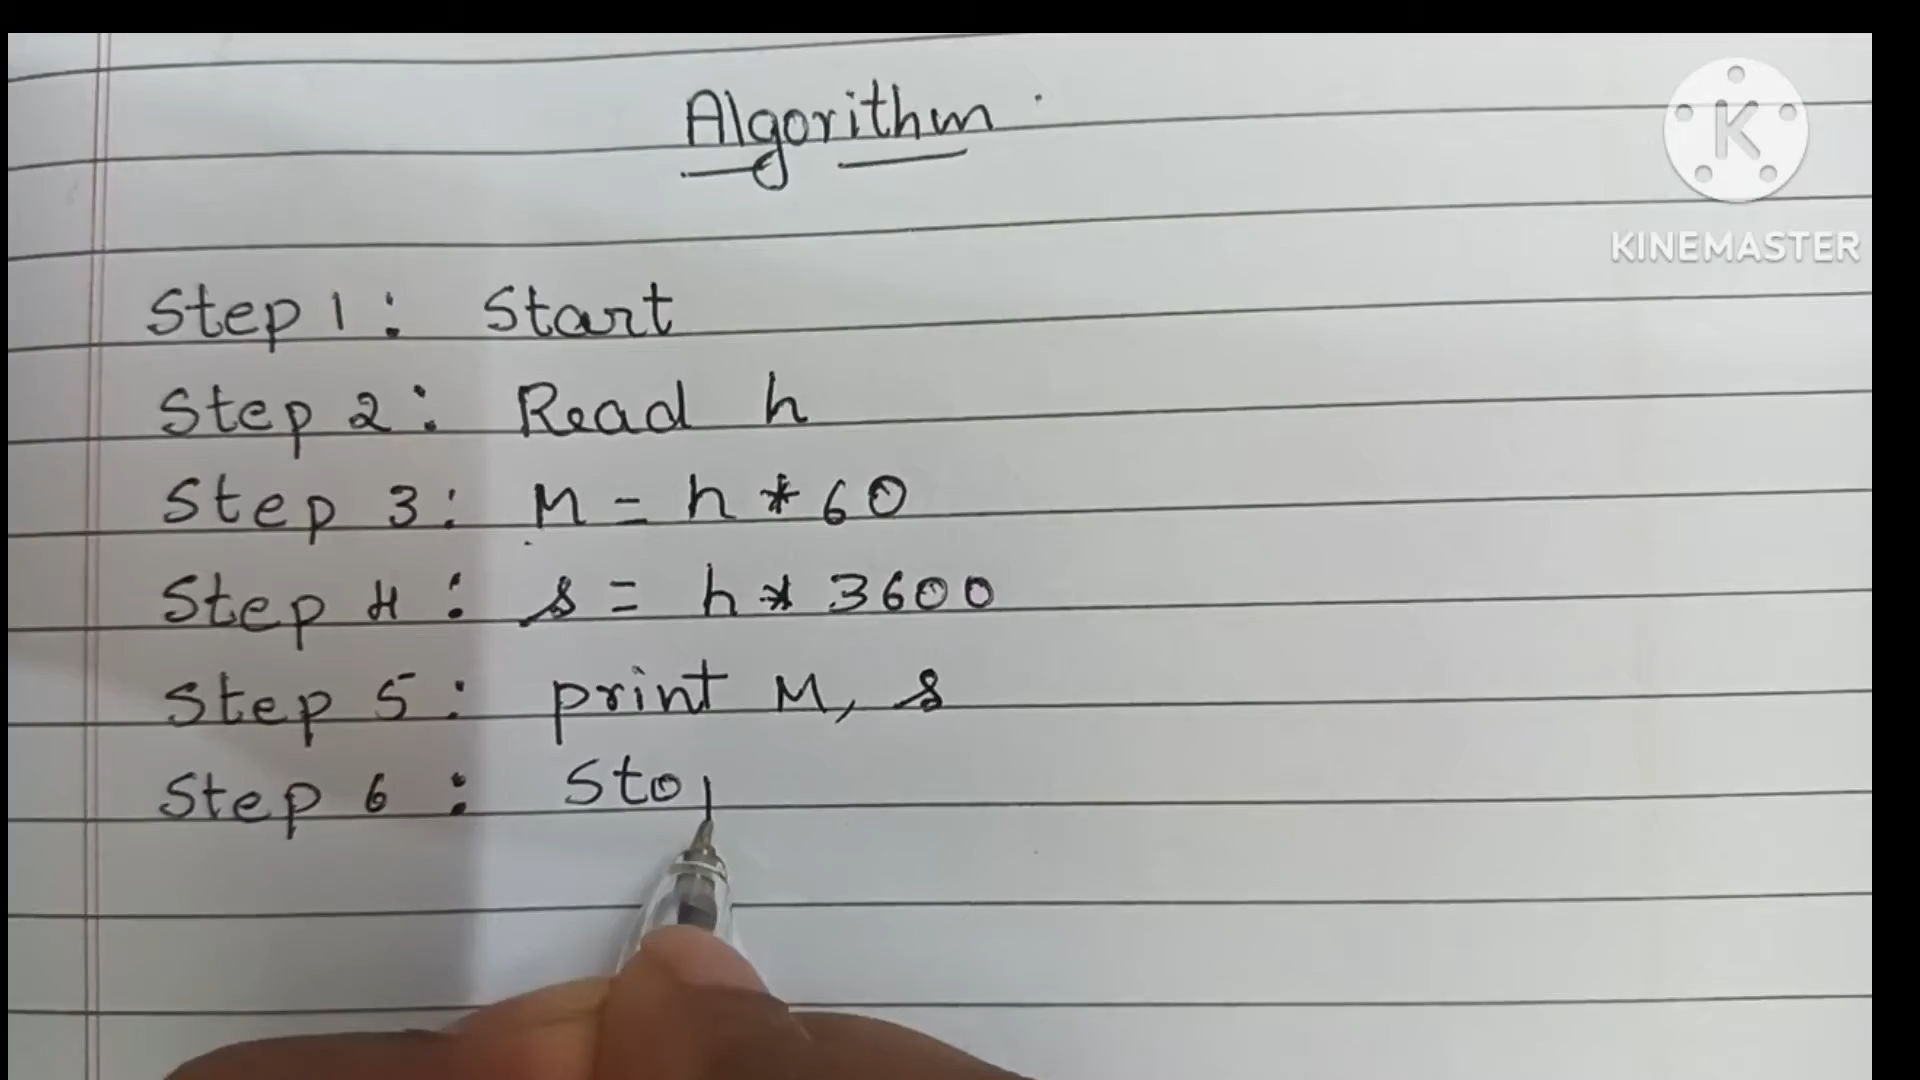 Algorithm
K
KINEMASTER
Step 1 : Start
Step 2 : Read h
Step 3 : M = h * 60
Step 4 : s = h * 3600
Step 5 : print M, s
Step 6 : Sto